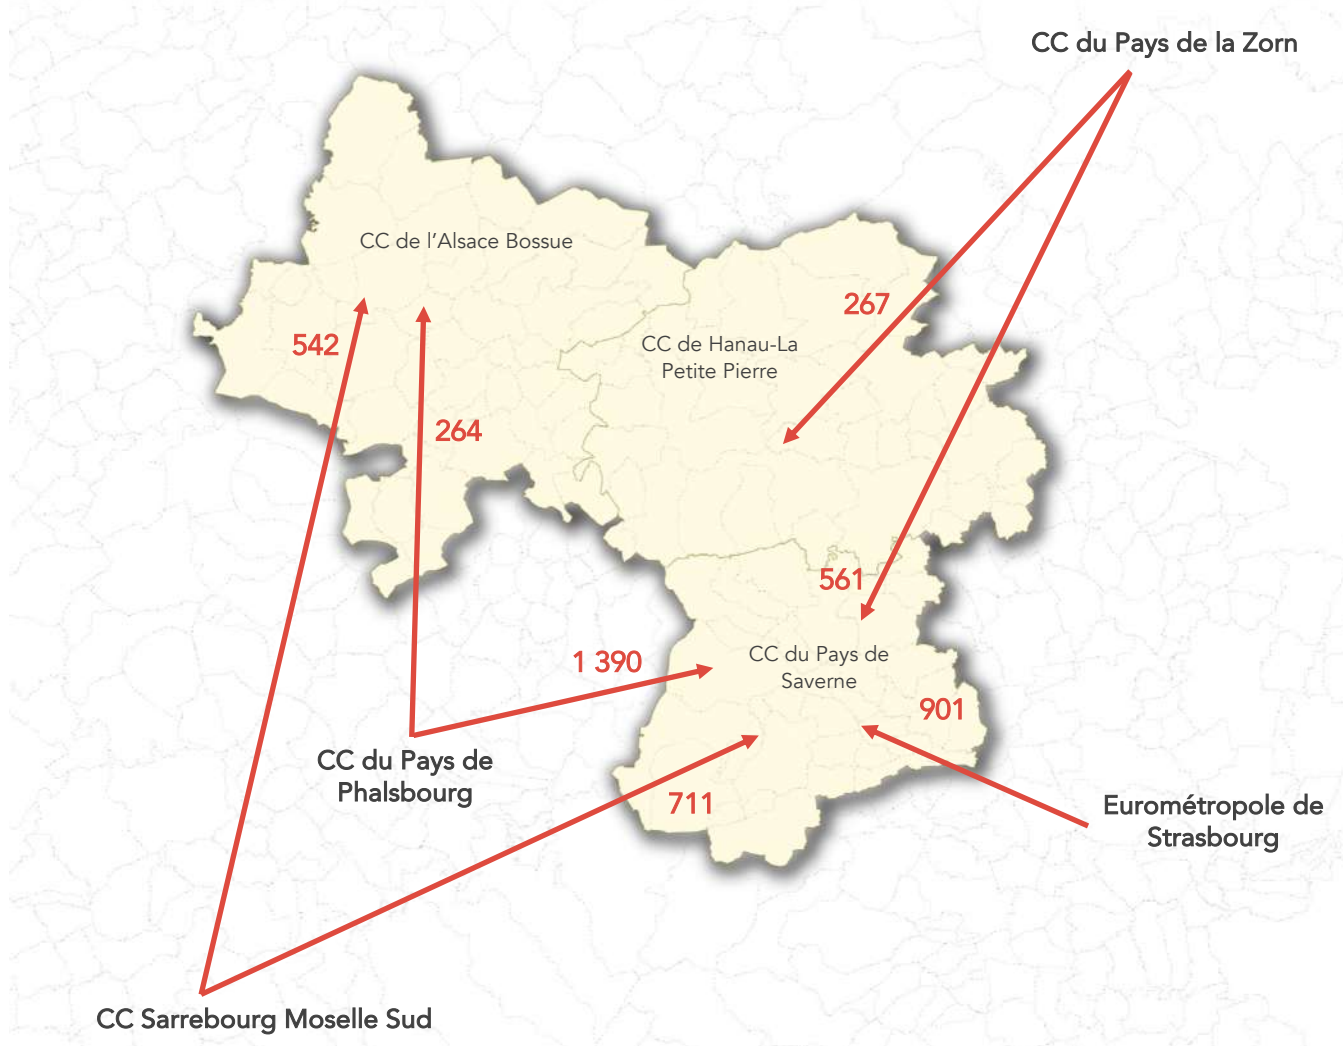 CC du Pays de la Zorn
CC de l'Alsace Bossue
267
542
CC de Hanau-La
Petite Pierre
264
561
1 390
CC du Pays de
Saverne
901
CC du Pays de
Phalsbourg
711
Eurométropole de
Strasbourg
CC Sarrebourg Moselle Sud